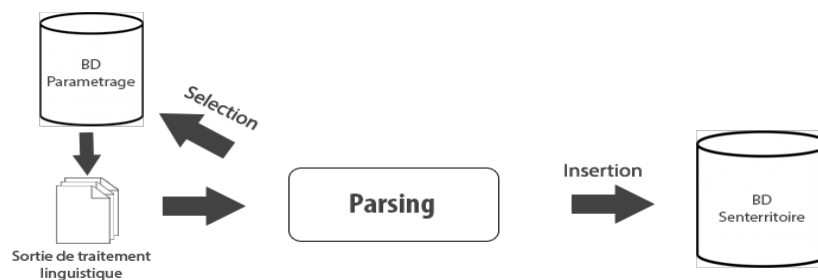 BD
Parametrage
Selection
Sortie de traitement
linguistique
Parsing
Insertion
BD
Senterritoire